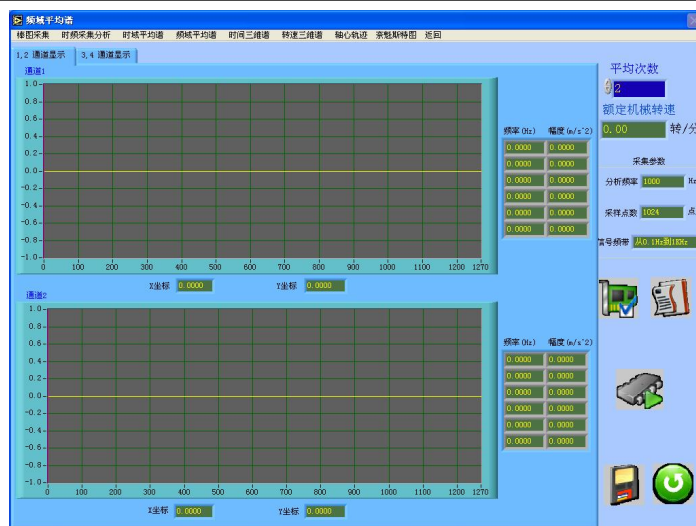 频域平均谱
棒图采集 时频采集分析 时域平均谱 频域平均谱 时间三维谱 转速三维谱 轴心轨迹 奈魁斯特图 返回
1,2 通道显示 3,4 通道显示
通道1
1.0
0.8
0.6
0.4
0.2
0.0
-0.2
-0.4
-0.6
-0.8
-1.0
0 100 200 300 400 500 600 700 800 900 1000 1100 1200 1270
X坐标 0.0000 Y坐标 0.0000
频率(Hz) 幅度(m/s^2)
0.0000 0.0000
0.0000 0.0000
0.0000 0.0000
0.0000 0.0000
0.0000 0.0000
0.0000 0.0000
通道2
1.0
0.8
0.6
0.4
0.2
0.0
-0.2
-0.4
-0.6
-0.8
-1.0
0 100 200 300 400 500 600 700 800 900 1000 1100 1200 1270
X坐标 0.0000 Y坐标 0.0000
频率(Hz) 幅度(m/s^2)
0.0000 0.0000
0.0000 0.0000
0.0000 0.0000
0.0000 0.0000
0.0000 0.0000
0.0000 0.0000
平均次数
2
额定机械转速
0.00 转/分
采集参数
分析频率 1000 Hz
采样点数 1024 点
信号频带 从0.1Hz到1KHz